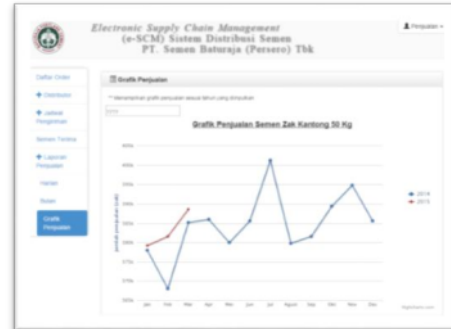 Electronic Supply Chain Management
(e-SCM) Sistem Distribusi Semen
PT. Semen Baturaja (Persero) Tbk
Penjualan
Daftar Order
Distributor
Jadwal
Pengiriman
Semen Terima
Laporan
Penjualan
Harian
Bulan
Grafik
Penjualan
Grafik Penjualan
Grafik Penjualan Semen Zak Kantong 50 Kg
2014
2015
Jan Feb Mar Apr Mei Jun Jul Agust Sep Okt Nov Des
Highcharts.com